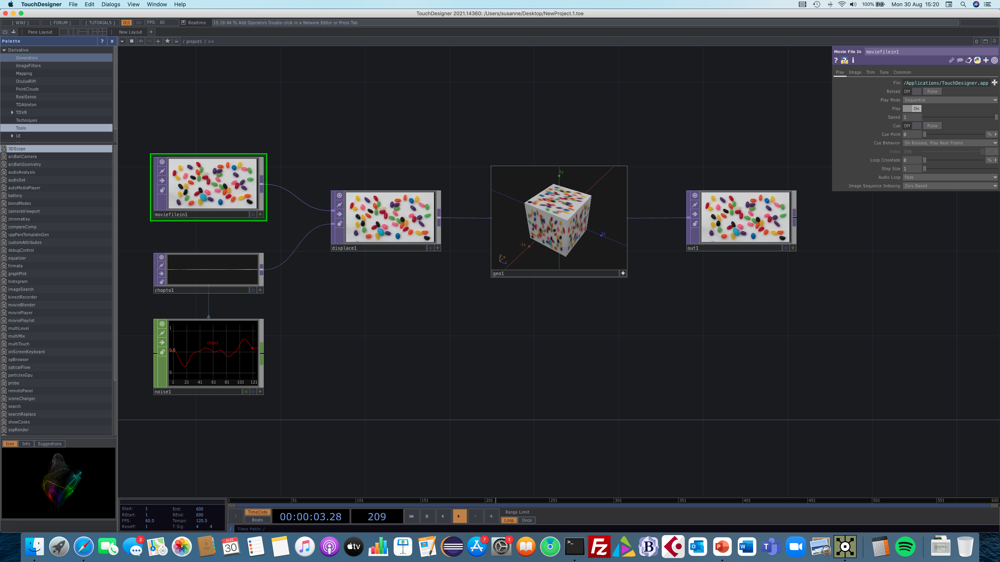 TouchDesigner File Edit Dialogs View Window Help
100% Mon 30 Aug 15:20
TouchDesigner 2021.14360: /Users/susanne/Desktop/NewProject.1.toe
[ WIKI ] [ FORUM ] [ TUTORIALS ] O|I 60 FPS: 60 Realtime 15:19:44 To Add Operators Double-click in a Network Editor or Press Tab
Pane Layout New Layout +
Palette ? x
/ project1 / >>
0
Derivative
Generators
ImageFilters
Mapping
OculusRift
PointClouds
RealSense
TDAbleton
TDVR
Techniques
Tools
UI
3DScope
arcBallCamera
arcBallGeometry
audioAnalysis
audioSet
autoMediaPlayer
battery
blendModes
cameraViewport
chromaKey
compareComp
cppParsTemplateGen
customAttributes
debugControl
equalizer
firmata
graphPlot
histogram
imageSearch
kinectRecorder
movieBlender
moviePlayer
moviePlaylist
multiLevel
multiMix
multiTouch
onScreenKeyboard
opBrowser
opticalFlow
particlesGpu
probe
remotePanel
sceneChanger
search
searchReplace
showCooks
sopRender
Icon Info Suggestions
moviefilein1
chopto1
1
chan1
0.5
0
1 21 41 61 81 101 121
noise1
displace1
1y
1z
-1x
y
x
z
geo1
out1
Movie File In moviefilein1
? ? i
Play Image Trim Tune Common
File /Applications/TouchDesigner.app
Reload Off Pulse
Play Mode Sequential
Play On
Speed 1
Cue Off Pulse
Cue Point 0 %
Cue Behavior On Release, Play Next Frame
Index 396 F
Loop Crossfade 0 %
Step Size 1
Audio Loop Fade
Image Sequence Indexing Zero Based
1 51 101 151 201 251 301 351 401 451 501 551 600
Start: 1 End: 600
RStart: 1 REnd: 600
FPS: 60.0 Tempo: 120.0
ResetF: 1 T Sig: 4 4
TimeCode
Beats
00:00:03.28 209
- +
Range Limit
Loop Once
/ Time Path: /
3
3D
AUG
30
tv
7
1
>_
Fz
B
O
P
W
T